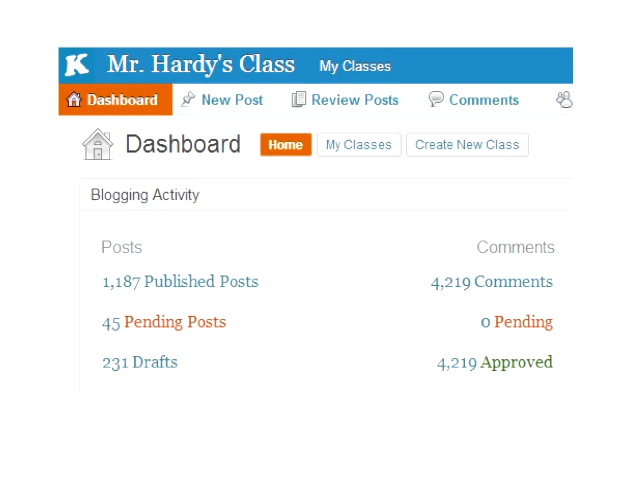 K Mr. Hardy's Class My Classes
Dashboard New Post Review Posts Comments
Dashboard Home My Classes Create New Class
Blogging Activity
Posts Comments
1,187 Published Posts 4,219 Comments
45 Pending Posts 0 Pending
231 Drafts 4,219 Approved